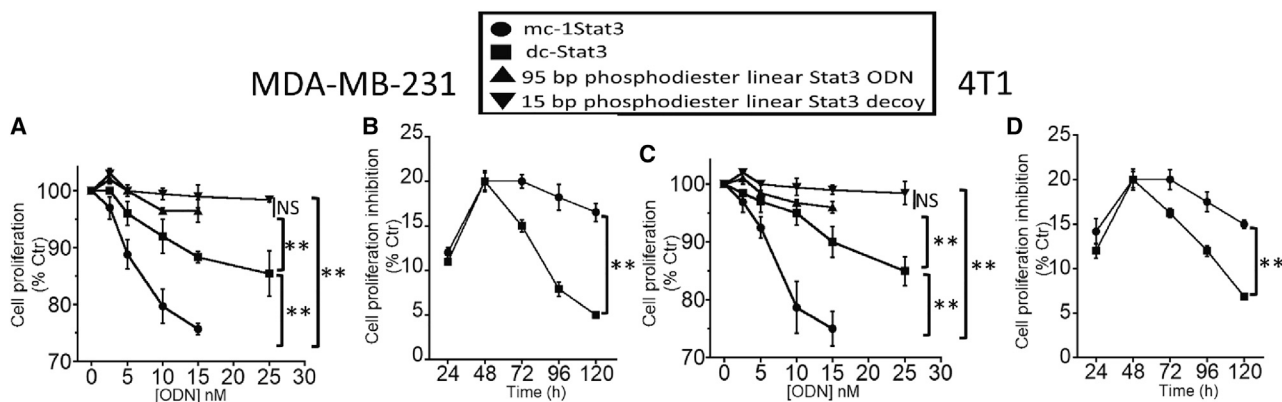 mc-1Stat3
dc-Stat3
95 bp phosphodiester linear Stat3 ODN
15 bp phosphodiester linear Stat3 decoy
MDA-MB-231
4T1
A
Cell proliferation
(% Ctr)
100
90
80
70
0 5 10 15 20 25 30
[ODN] nM
NS
**
**
**
B
Cell proliferation inhibition
(% Ctr)
25
20
15
10
5
0
24 48 72 96 120
Time (h)
**
C
Cell proliferation
(% Ctr)
100
90
80
70
0 5 10 15 20 25 30
[ODN] nM
NS
**
**
**
D
Cell proliferation inhibition
(% Ctr)
25
20
15
10
5
0
24 48 72 96 120
Time (h)
**